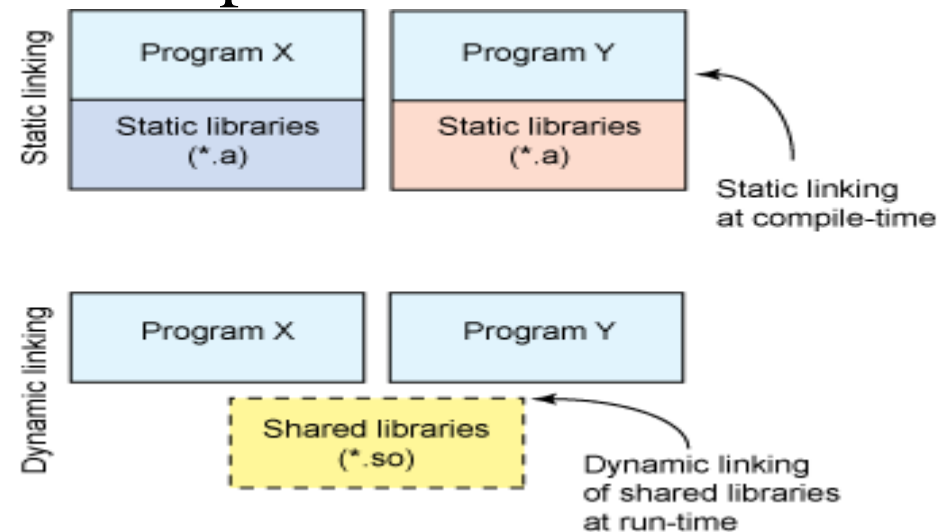 Static linking
Program X
Program Y
Static libraries
(*.a)
Static libraries
(*.a)
Static linking
at compile-time
Dynamic linking
Program X
Program Y
Shared libraries
(*.so)
Dynamic linking
of shared libraries
at run-time